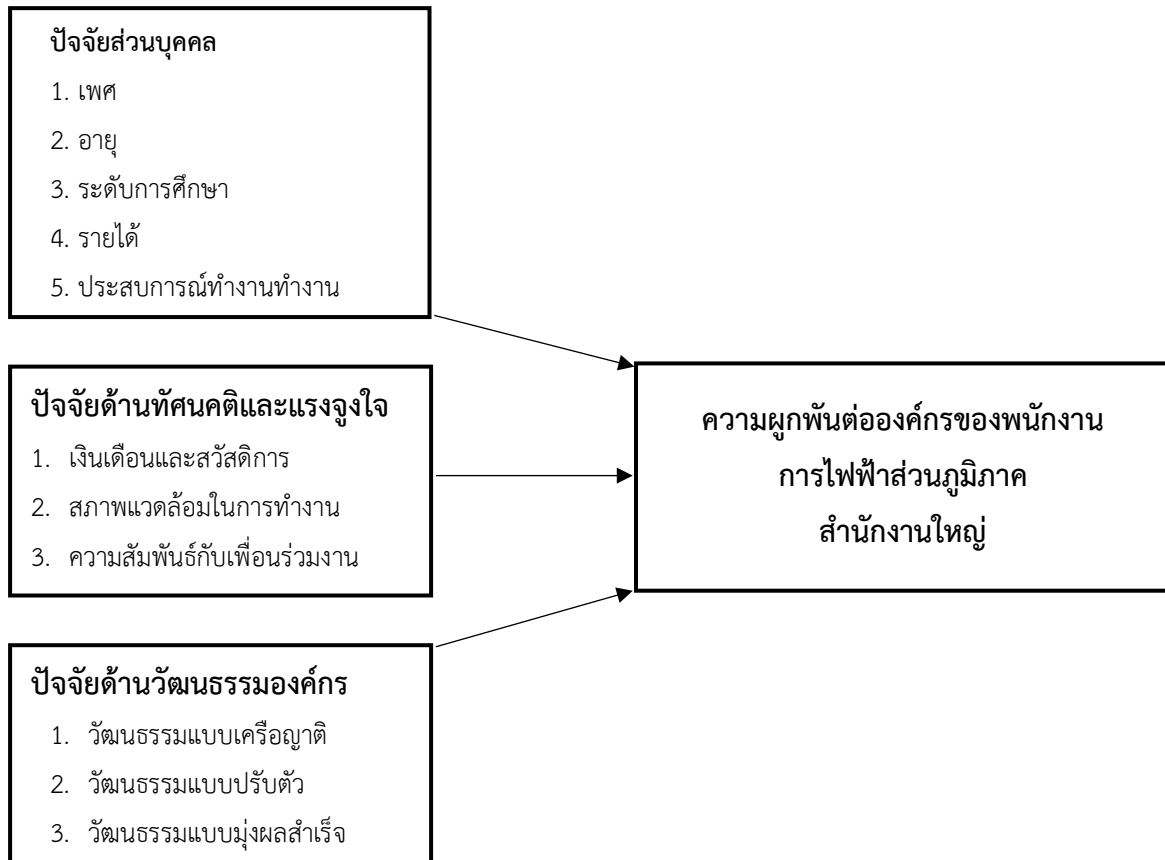 ปัจจัยส่วนบุคคล
1. เพศ
2. อายุ
3. ระดับการศึกษา
4. รายได้
5. ประสบการณ์ทำงานทำงาน
ปัจจัยด้านทัศนคติและแรงจูงใจ
1. เงินเดือนและสวัสดิการ
2. สภาพแวดล้อมในการทำงาน
3. ความสัมพันธ์กับเพื่อนร่วมงาน
ความผูกพันต่อองค์กรของพนักงาน
การไฟฟ้าส่วนภูมิภาค
สำนักงานใหญ่
ปัจจัยด้านวัฒนธรรมองค์กร
1. วัฒนธรรมแบบเครือญาติ
2. วัฒนธรรมแบบปรับตัว
3. วัฒนธรรมแบบมุ่งผลสำเร็จ